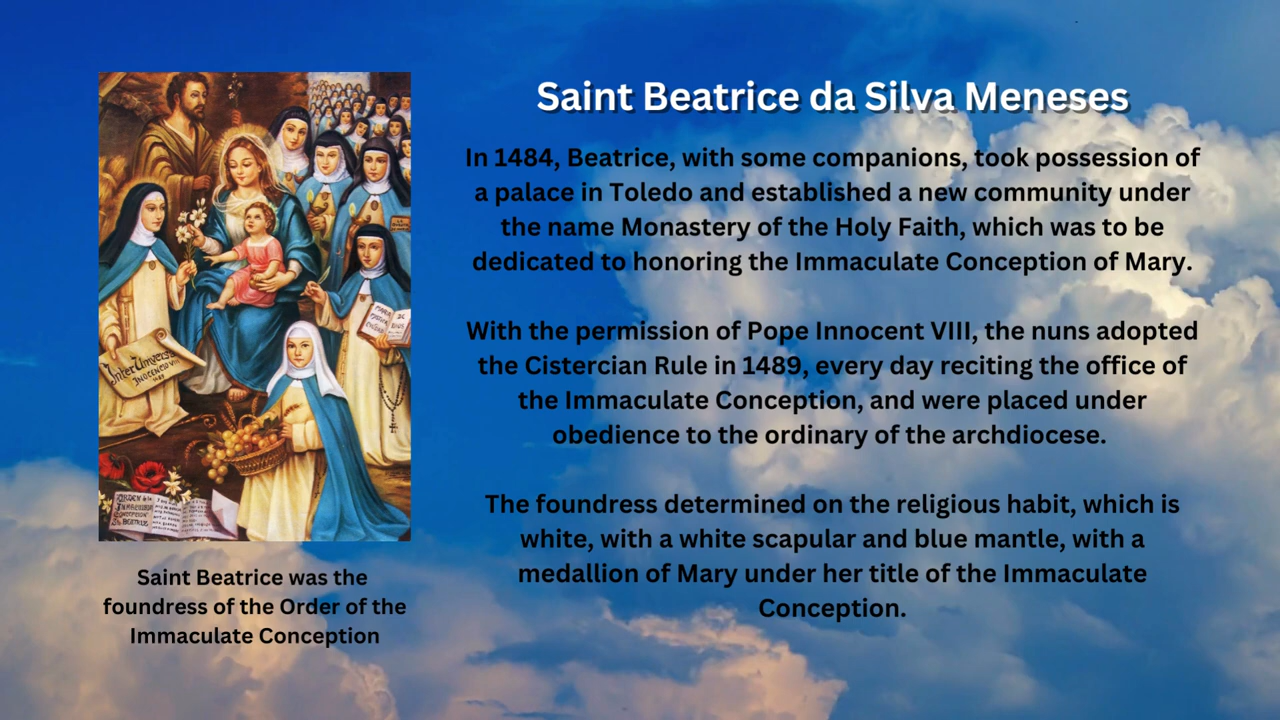 Saint Beatrice da Silva Meneses
In 1484, Beatrice, with some companions, took possession of
a palace in Toledo and established a new community under
the name Monastery of the Holy Faith, which was to be
dedicated to honoring the Immaculate Conception of Mary.
With the permission of Pope Innocent VIII, the nuns adopted
the Cistercian Rule in 1489, every day reciting the office of
the Immaculate Conception, and were placed under
obedience to the ordinary of the archdiocese.
The foundress determined on the religious habit, which is
white, with a white scapular and blue mantle, with a
medallion of Mary under her title of the Immaculate
Conception.
Inter Universa
Inocencio VIII
1489
Saint Beatrice was the
foundress of the Order of the
Immaculate Conception